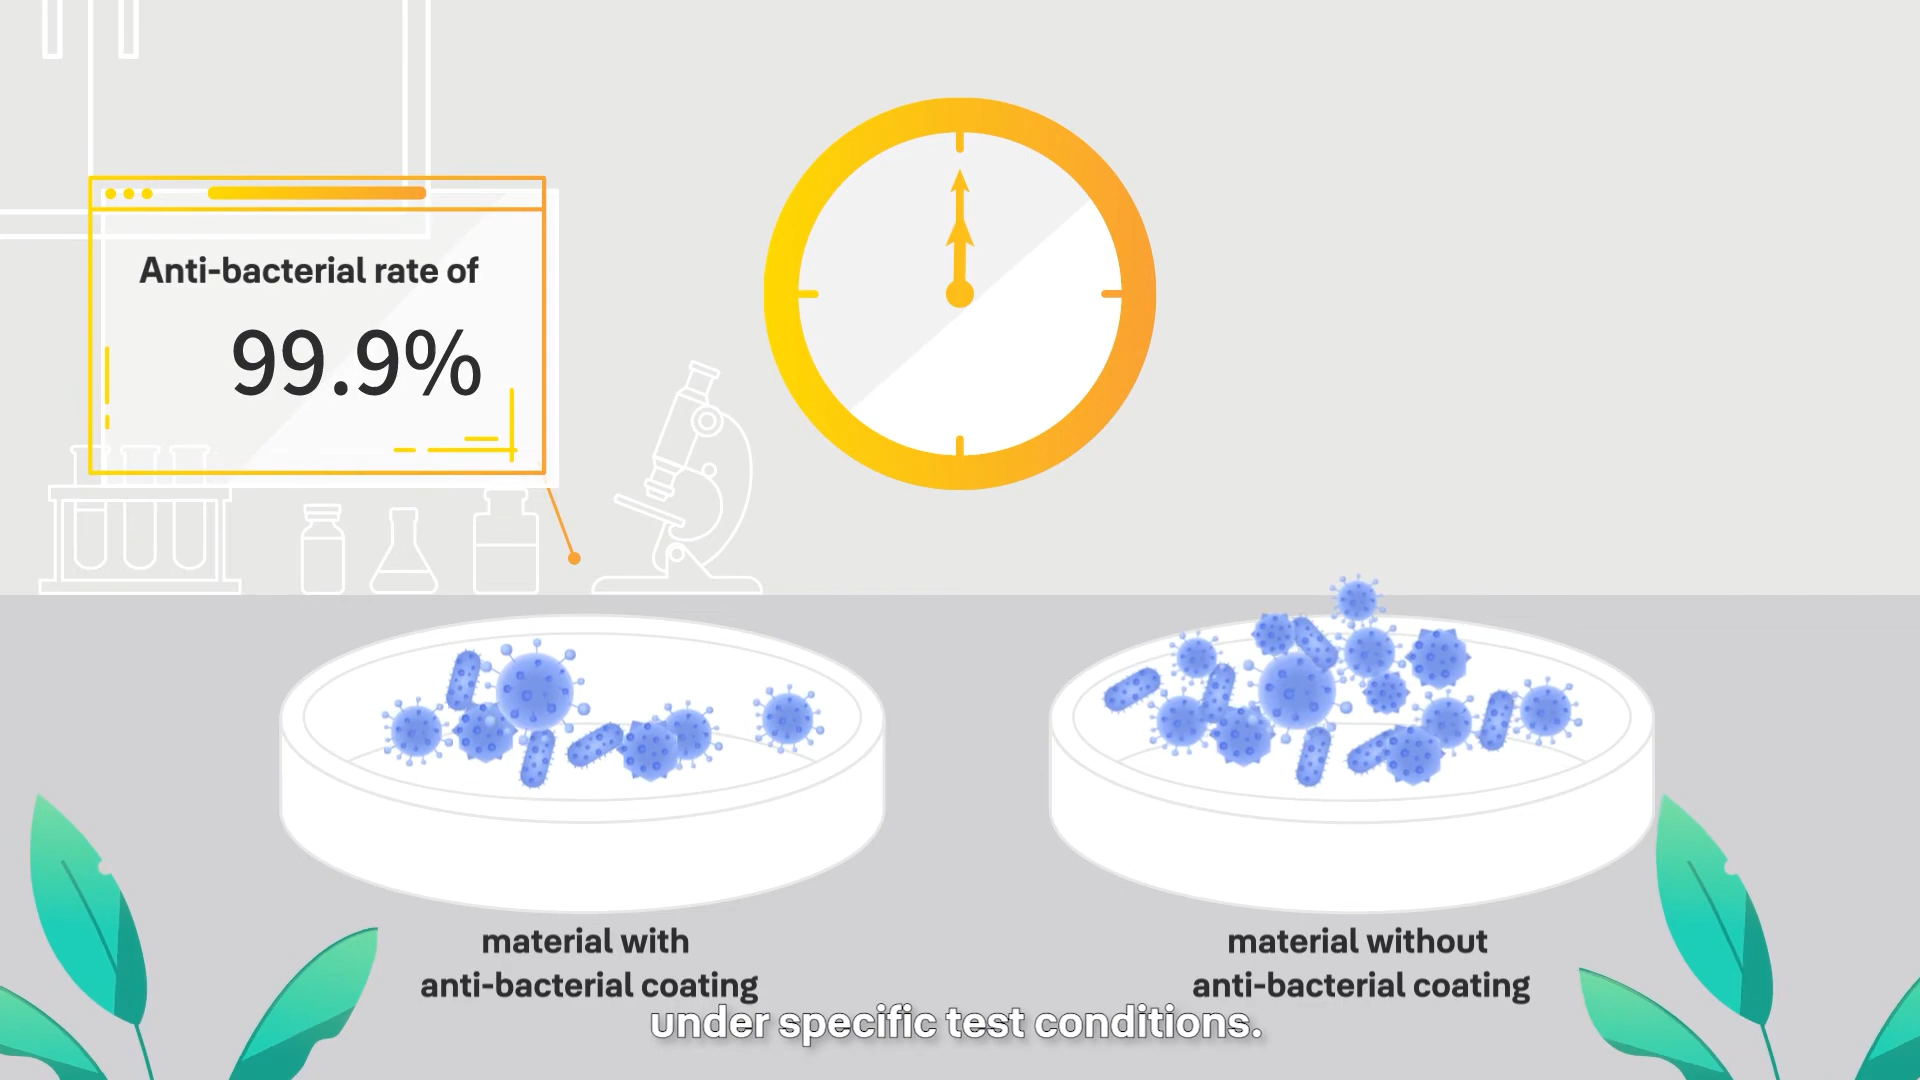 Anti-bacterial rate of
99.9%
material with
anti-bacterial coating
material without
anti-bacterial coating
under specific test conditions.